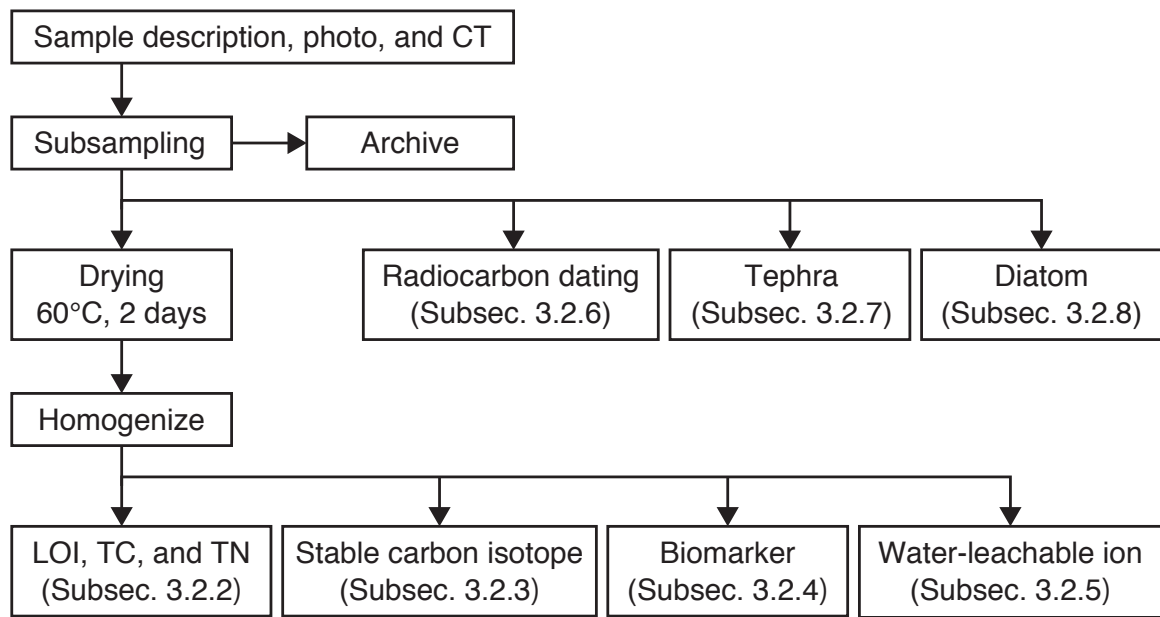 Sample description, photo, and CT
Subsampling
Archive
Drying
60°C, 2 days
Radiocarbon dating
(Subsec. 3.2.6)
Tephra
(Subsec. 3.2.7)
Diatom
(Subsec. 3.2.8)
Homogenize
LOI, TC, and TN
(Subsec. 3.2.2)
Stable carbon isotope
(Subsec. 3.2.3)
Biomarker
(Subsec. 3.2.4)
Water-leachable ion
(Subsec. 3.2.5)